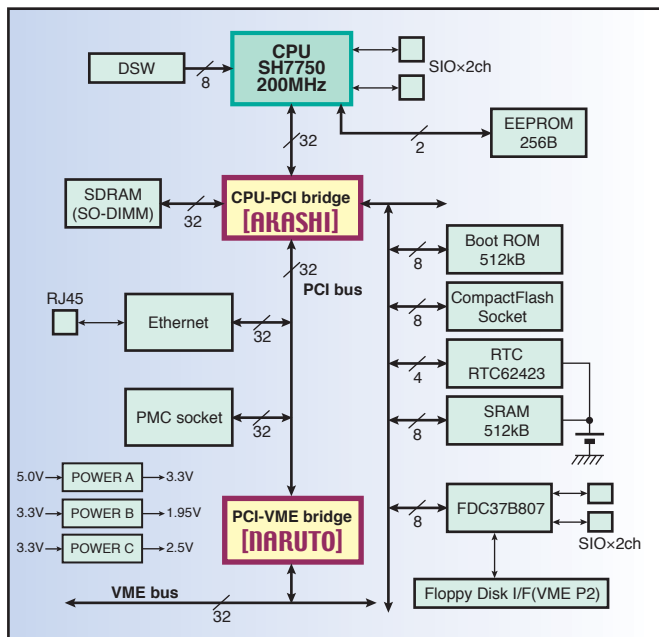 CPU
SH7750
200MHz
DSW
8
SIO×2ch
32
2
EEPROM
256B
SDRAM
(SO-DIMM)
32
CPU-PCI bridge
[AKASHI]
32
PCI bus
8
Boot ROM
512kB
RJ45
Ethernet
32
8
CompactFlash
Socket
4
RTC
RTC62423
PMC socket
32
8
SRAM
512kB
5.0V
POWER A
3.3V
3.3V
POWER B
1.95V
3.3V
POWER C
2.5V
PCI-VME bridge
[NARUTO]
8
FDC37B807
SIO×2ch
VME bus
32
Floppy Disk I/F(VME P2)